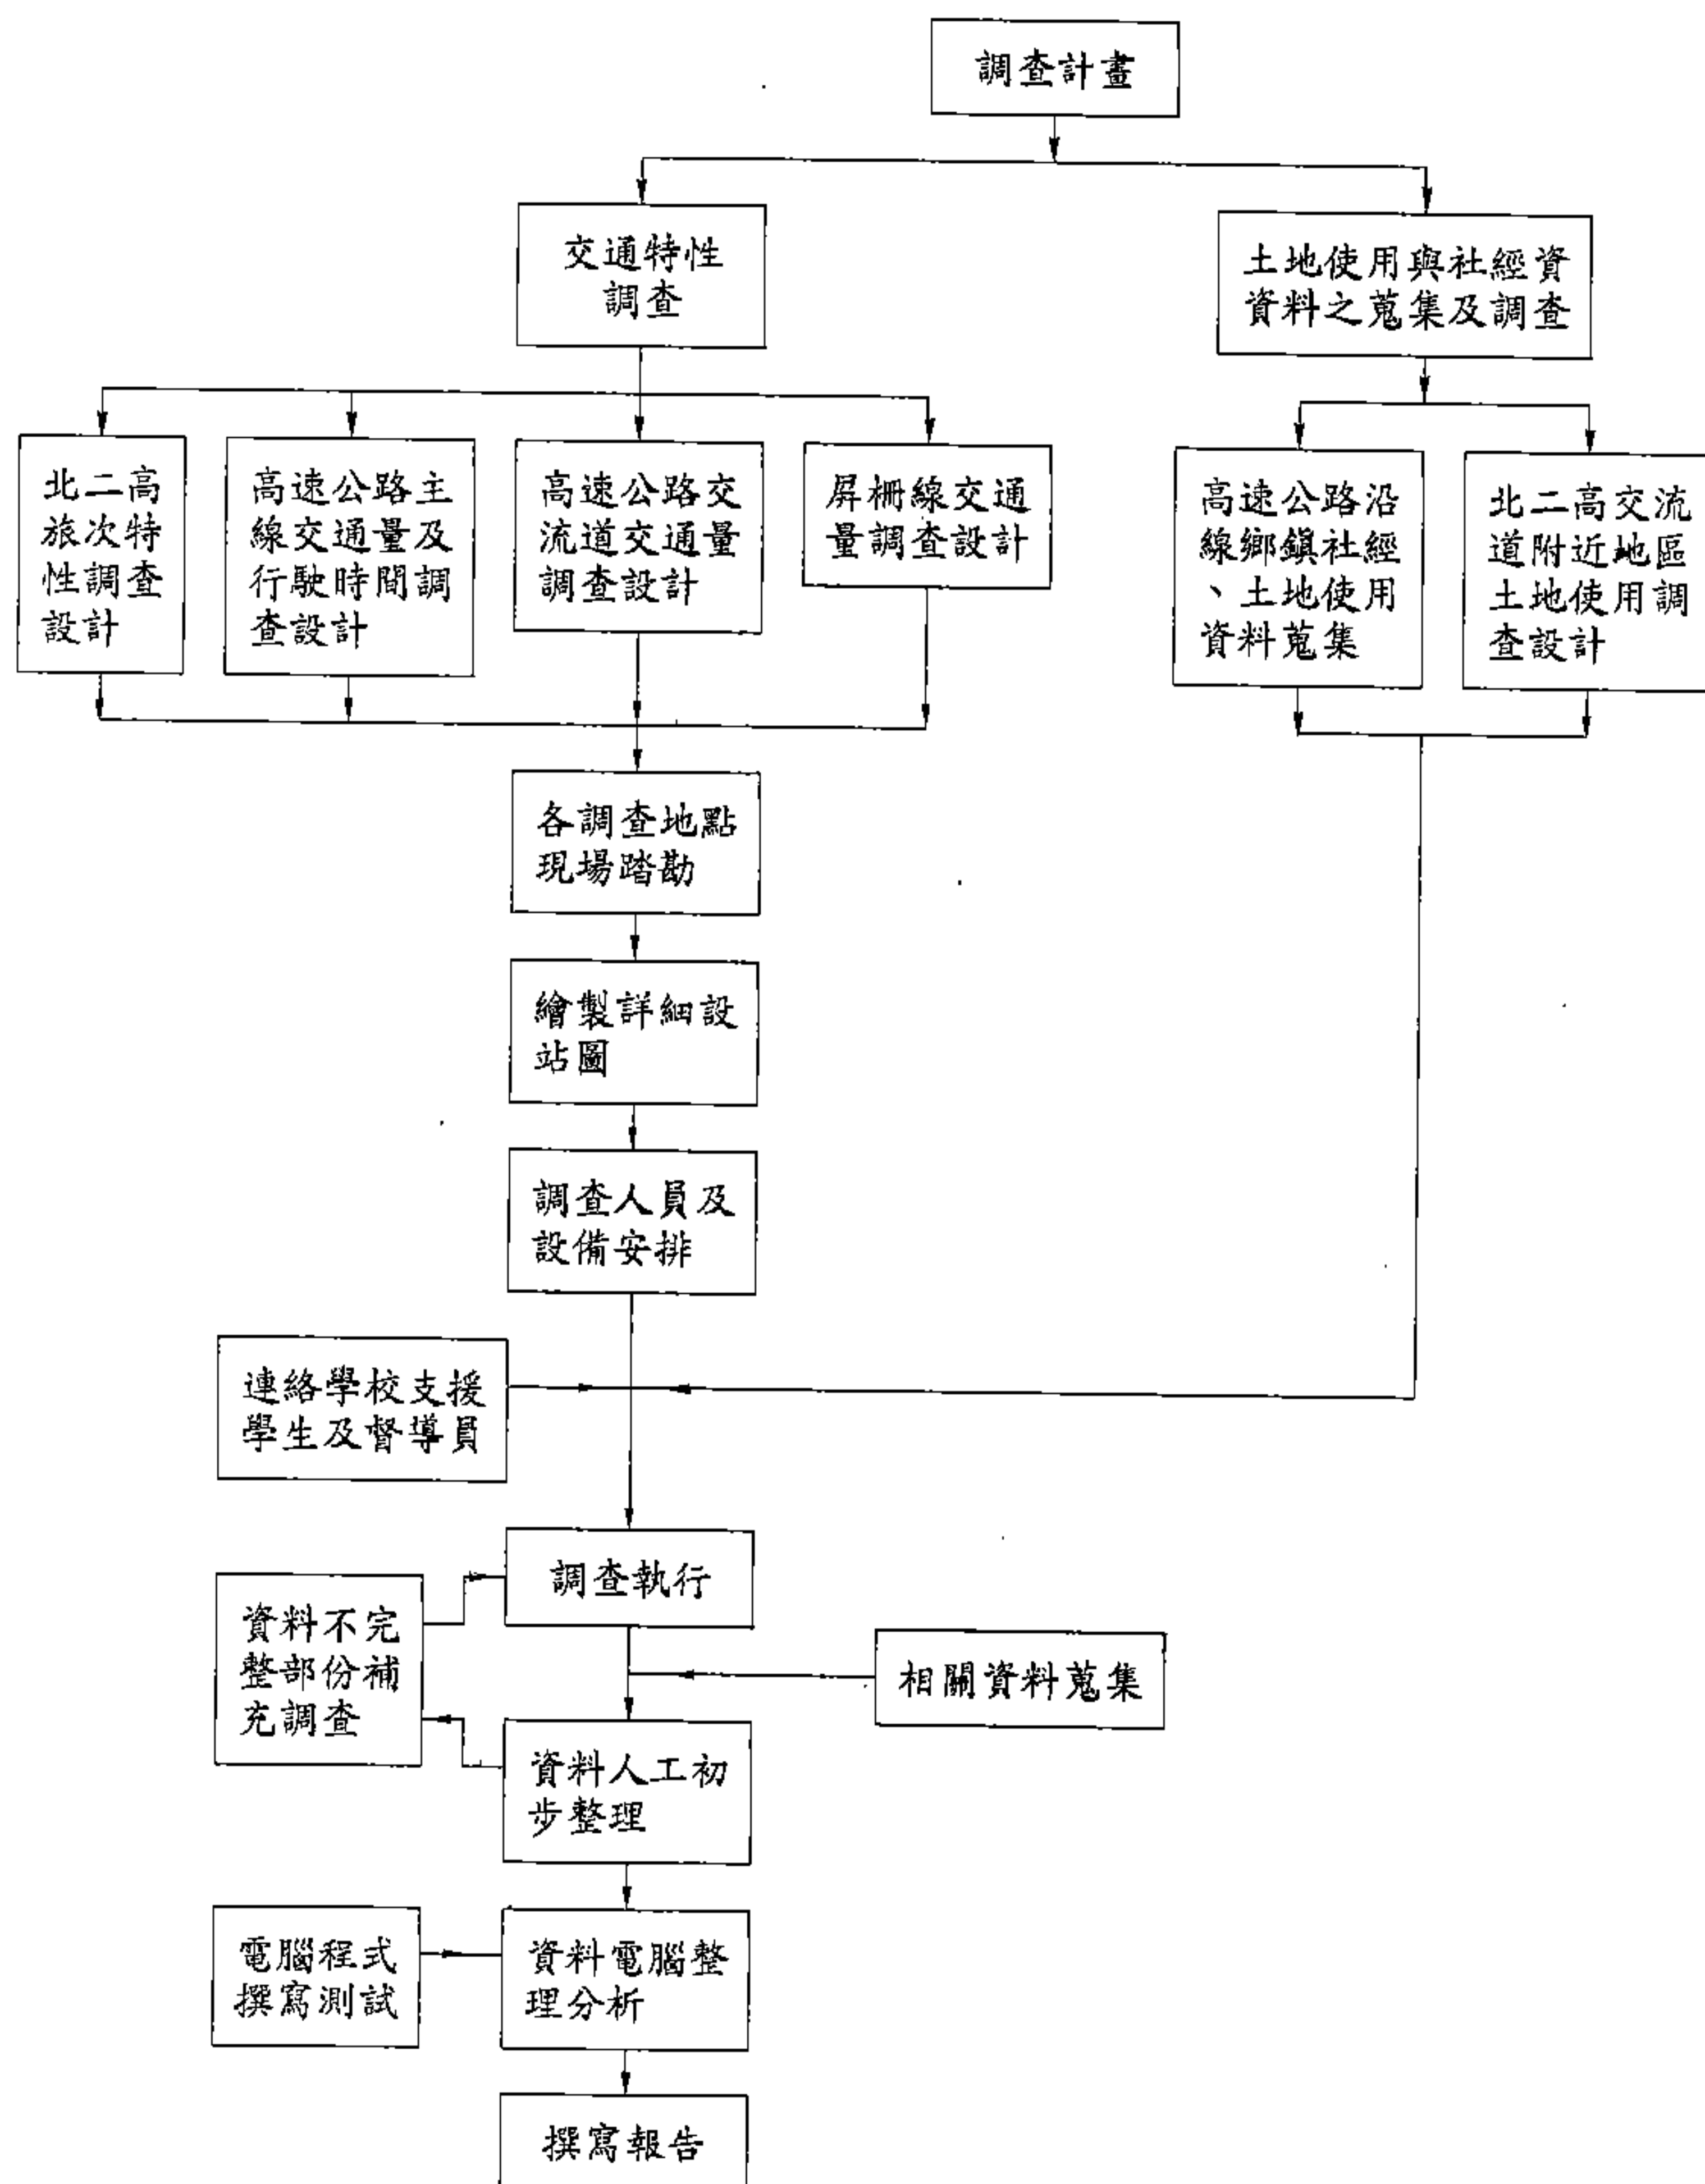 調查計畫
交通特性
調查
土地使用與社經資
資料之蒐集及調查
北二高
旅次特
性調查
設計
高速公路主
線交通量及
行駛時間調
查設計
高速公路交
流道交通量
調查設計
屏柵線交通
量調查設計
高速公路沿
線鄉鎮社經
、土地使用
資料蒐集
北二高交流
道附近地區
土地使用調
查設計
各調查地點
現場踏勘
繪製詳細設
站圖
調查人員及
設備安排
連絡學校支援
學生及督導員
調查執行
資料不完
整部份補
充調查
相關資料蒐集
資料人工初
步整理
電腦程式
撰寫測試
資料電腦整
理分析
撰寫報告